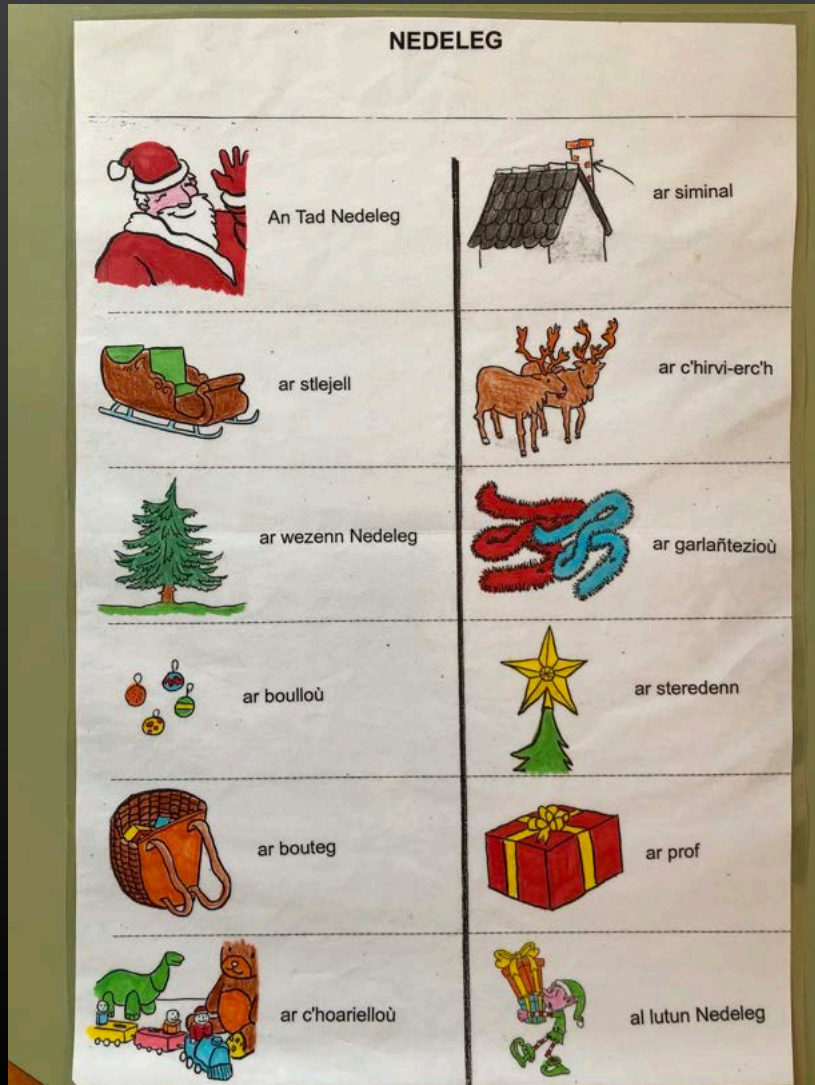 NEDELEG
An Tad Nedeleg
ar siminal
ar stlejell
ar c'hirvi-erc'h
ar wezenn Nedeleg
ar garlañtezioù
ar boulloù
ar steredenn
ar bouteg
ar prof
ar c'hoarielloù
al lutun Nedeleg